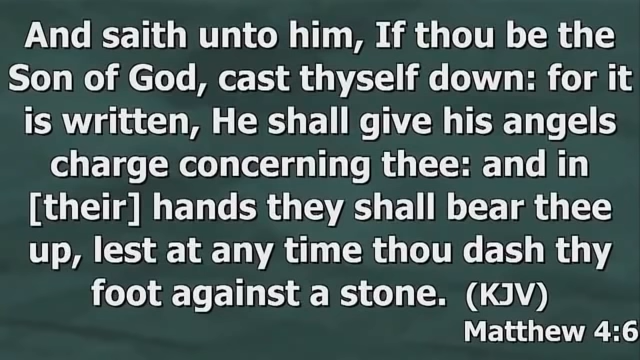 And saith unto him, If thou be the
Son of God, cast thyself down: for it
is written, He shall give his angels
charge concerning thee: and in
[their] hands they shall bear thee
up, lest at any time thou dash thy
foot against a stone. (KJV)
Matthew 4:6